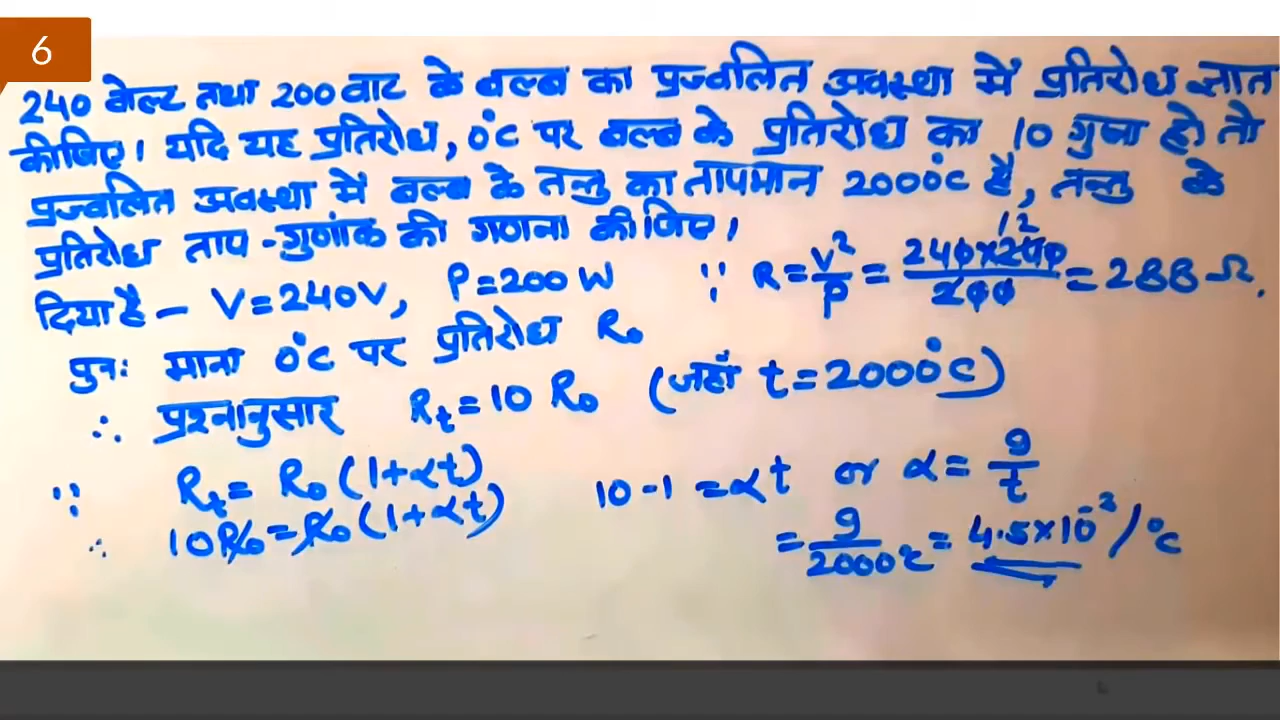 6
240 वोल्ट तथा 200 वाट के बल्ब का प्रज्वलित अवस्था में प्रतिरोध ज्ञात
कीजिए। यदि यह प्रतिरोध, 0°C पर बल्ब के प्रतिरोध का 10 गुना हो तो
प्रज्वलित अवस्था में बल्ब के तन्तु का तापमान 2000°C है, तन्तु के
प्रतिरोध ताप-गुणांक की गणना कीजिए।
दिया है – V = 240V, P = 200 W ∵ R = V²/P = 240×240/200 = 288 Ω. 12
पुनः माना 0°C पर प्रतिरोध R₀
∴ प्रश्नानुसार Rₜ = 10 R₀ (जहाँ t = 2000°C)
∵ Rₜ = R₀ (1+αt) 10-1 = αt or α = 9/t
∴ 10R₀ = R₀ (1+αt) = 9/2000°C = 4.5×10⁻³/°C